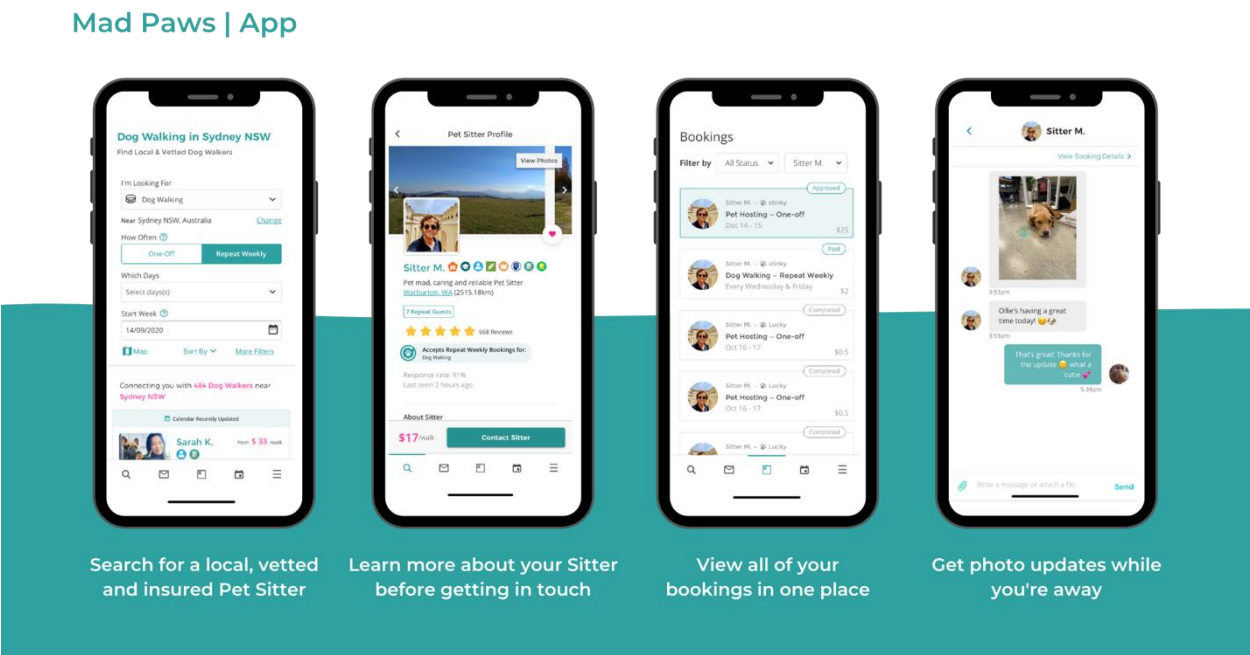 Mad Paws | App
Dog Walking in Sydney NSW
Find Local & Vetted Dog Walkers
I'm Looking For
Dog Walking
Near Sydney NSW, Australia Change
How Often
One-Off Repeat Weekly
Which Days
Select days(s)
Start Week
14/09/2020
Map Sort By More Filters
Connecting you with 484 Dog Walkers near
Sydney NSW
Calendar Recently Updated
Sarah K. from $ 33 /walk
Search for a local, vetted
and insured Pet Sitter
Pet Sitter Profile
View Photos
Sitter M.
Pet mad, caring and reliable Pet Sitter
Warburton, WA (2515.18km)
7 Repeat Guests
668 Reviews
Accepts Repeat Weekly Bookings for:
Dog Walking
Response rate: 91%
Last seen 2 hours ago
About Sitter
$17/walk Contact Sitter
Learn more about your Sitter
before getting in touch
Bookings
Filter by All Status Sitter M.
Approved
Sitter M. – stinky
Pet Hosting – One-off
Dec 14 - 15
$25
Paid
Sitter M. – stinky
Dog Walking – Repeat Weekly
Every Wednesday & Friday
$2
Completed
Sitter M. – Lucky
Pet Hosting – One-off
Oct 16 - 17
$0.5
Completed
Sitter M. – Lucky
Pet Hosting – One-off
Oct 16 - 17
$0.5
Completed
Sitter M. – Lucky
View all of your
bookings in one place
Sitter M.
View Booking Details >
3:53pm
Ollie's having a great
time today! 😄🐶
3:53pm
That's great! Thanks for
the update 😊 what a
cutie 💕
5:34pm
Write a message or attach a file Send
Get photo updates while
you're away